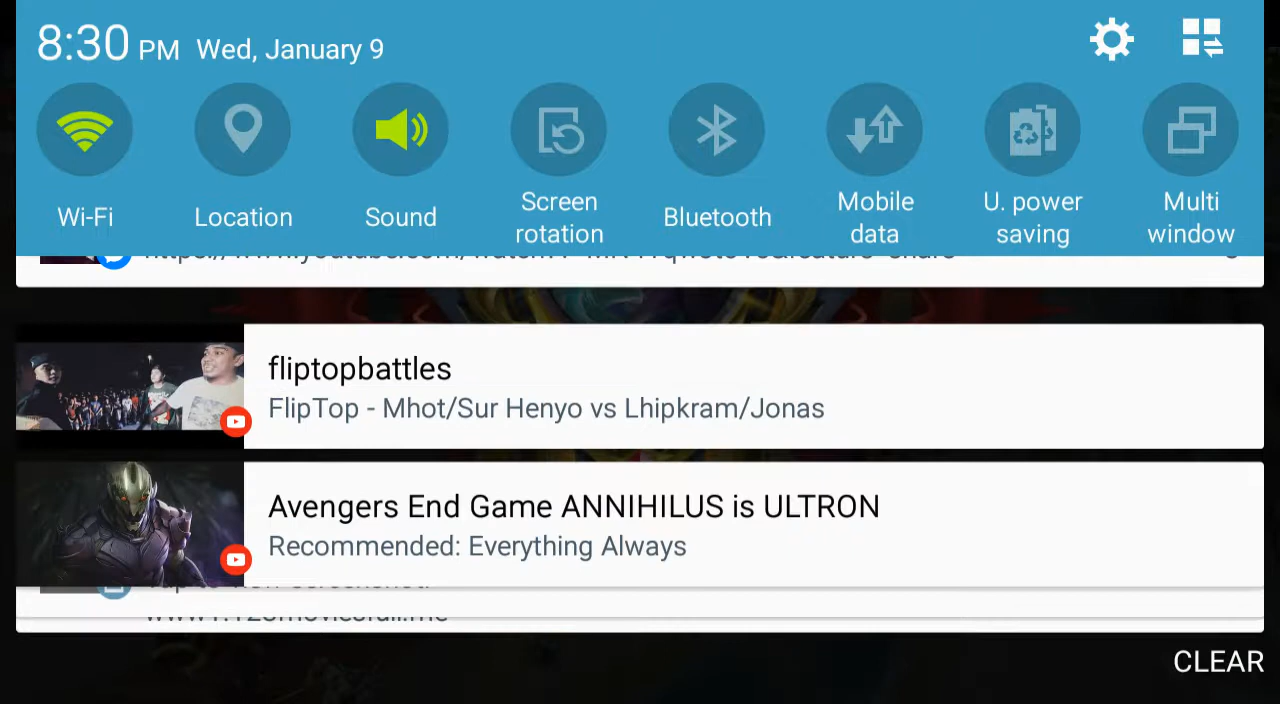 8:30 PM Wed, January 9
Wi-Fi
Location
Sound
Screen
rotation
Bluetooth
Mobile
data
U. power
saving
Multi
window
fliptopbattles
FlipTop - Mhot/Sur Henyo vs Lhipkram/Jonas
Avengers End Game ANNIHILUS is ULTRON
Recommended: Everything Always
CLEAR